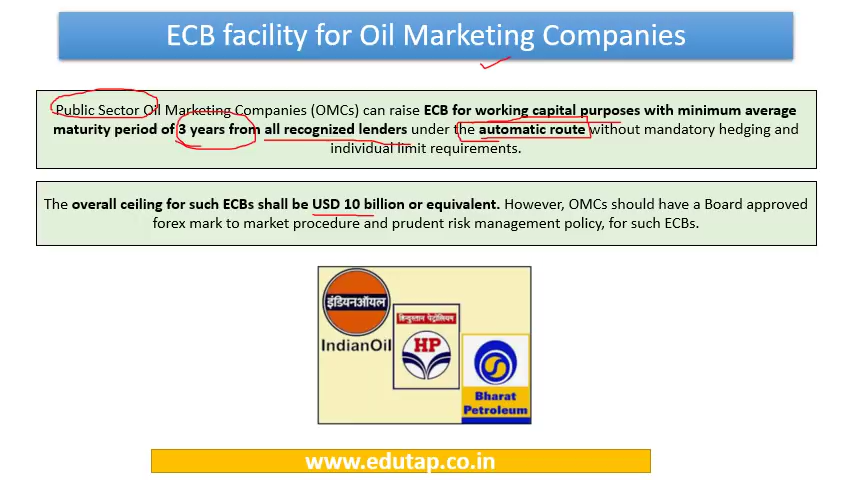 ECB facility for Oil Marketing Companies
Public Sector Oil Marketing Companies (OMCs) can raise ECB for working capital purposes with minimum average
maturity period of 3 years from all recognized lenders under the automatic route without mandatory hedging and
individual limit requirements.
The overall ceiling for such ECBs shall be USD 10 billion or equivalent. However, OMCs should have a Board approved
forex mark to market procedure and prudent risk management policy, for such ECBs.
इंडियनऑयल
IndianOil
हिन्दुस्तान पेट्रोलियम
HP
Bharat
Petroleum
www.edutap.co.in